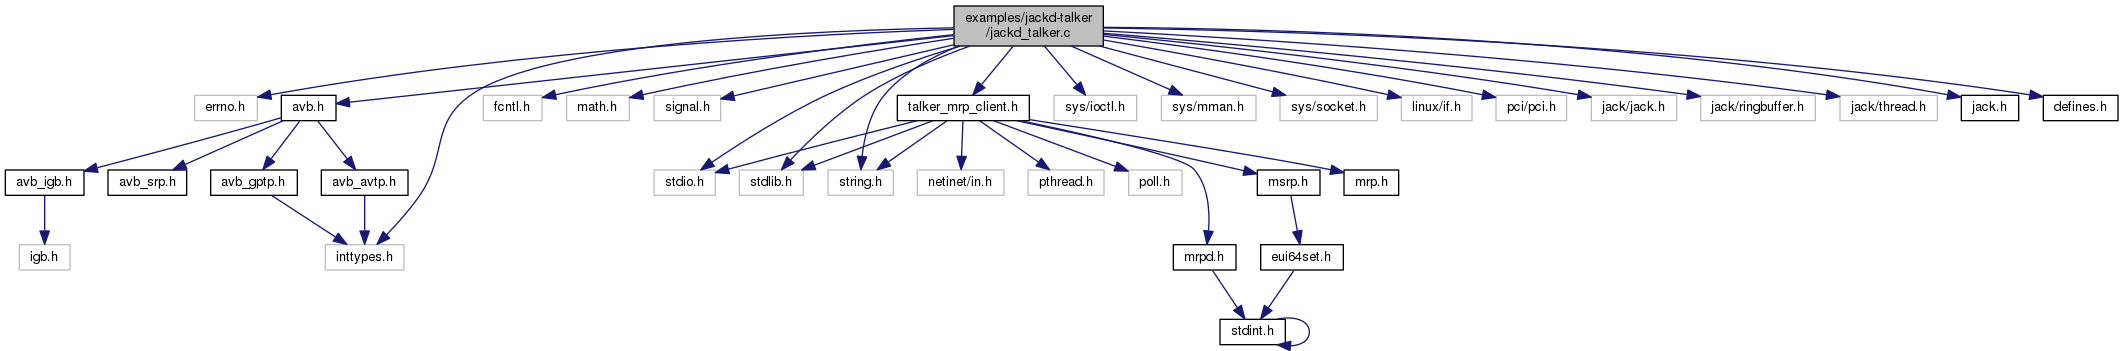 examples/jackd-talker
/jackd_talker.c
errno.h
avb.h
fcntl.h
math.h
signal.h
talker_mrp_client.h
sys/ioctl.h
sys/mman.h
sys/socket.h
linux/if.h
pci/pci.h
jack/jack.h
jack/ringbuffer.h
jack/thread.h
jack.h
defines.h
avb_igb.h
avb_srp.h
avb_gptp.h
avb_avtp.h
stdio.h
stdlib.h
string.h
netinet/in.h
pthread.h
poll.h
msrp.h
mrp.h
igb.h
inttypes.h
mrpd.h
eui64set.h
stdint.h